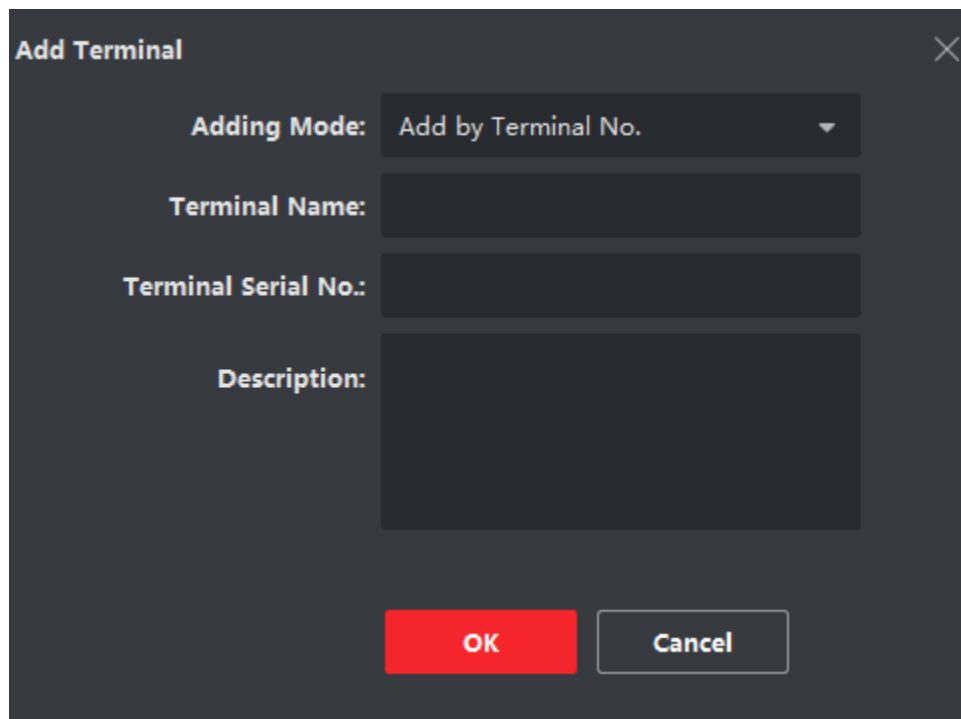 Add Terminal
Adding Mode: Add by Terminal No.
Terminal Name:
Terminal Serial No.:
Description:
OK Cancel